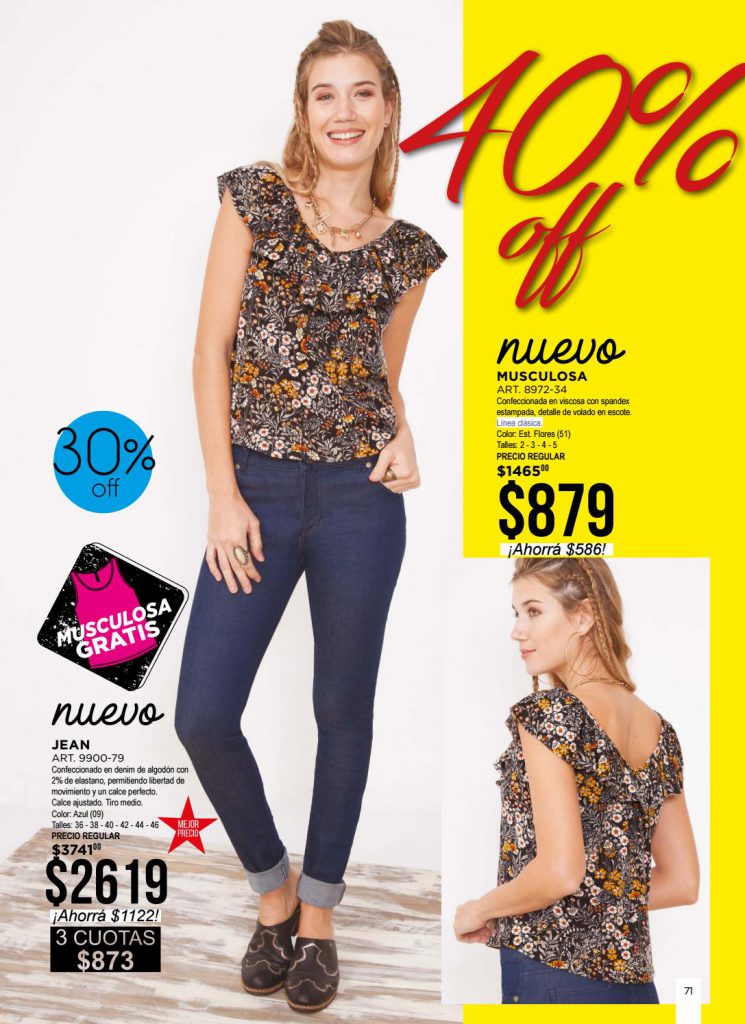 40%
off
nuevo
MUSCULOSA
ART. 8972-34
Confeccionada en viscosa con spandex
estampada, detalle de volado en escote.
Línea clásica.
Color: Est. Flores (51)
Talles: 2 - 3 - 4 - 5
PRECIO REGULAR
$1465⁰⁰
$879
¡Ahorrá $586!
30%
off
MUSCULOSA
GRATIS
nuevo
JEAN
ART. 9900-79
Confeccionado en denim de algodón con
2% de elastano, permitiendo libertad de
movimiento y un calce perfecto.
Calce ajustado. Tiro medio.
Color: Azul (09)
Talles: 36 - 38 - 40 - 42 - 44 - 46
PRECIO REGULAR
$3741⁰⁰
MEJOR
PRECIO
$2619
¡Ahorrá $1122!
3 CUOTAS
$873
71